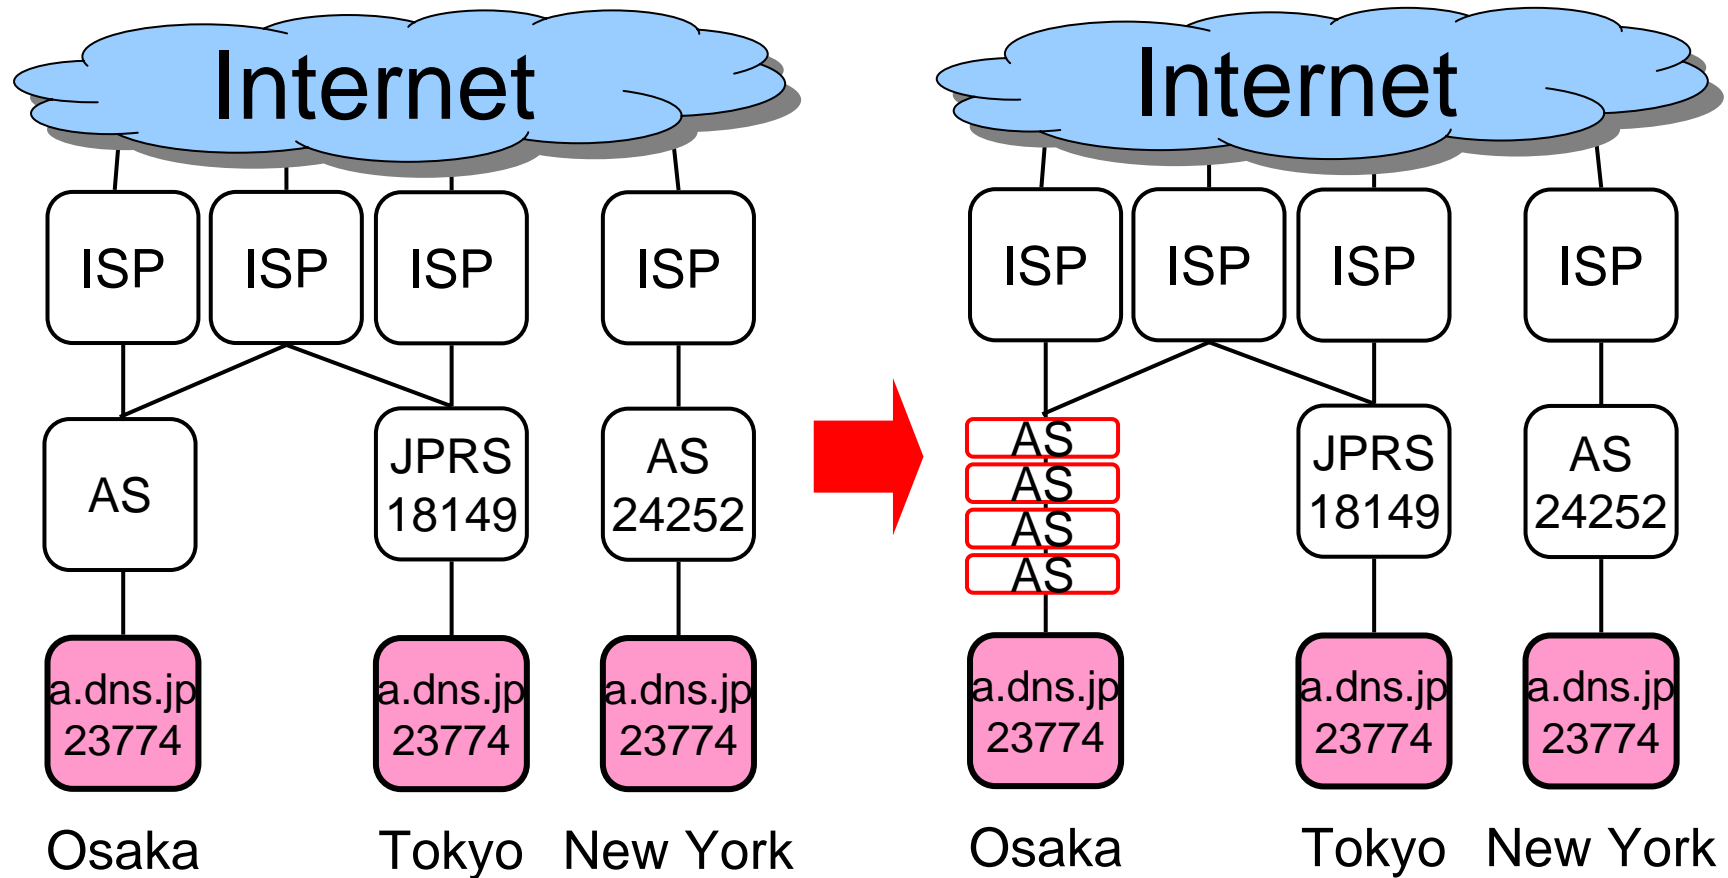 Internet
ISP
ISP
ISP
ISP
AS
JPRS
18149
AS
24252
a.dns.jp
23774
a.dns.jp
23774
a.dns.jp
23774
Osaka
Tokyo
New York
Internet
ISP
ISP
ISP
ISP
AS
AS
AS
AS
JPRS
18149
AS
24252
a.dns.jp
23774
a.dns.jp
23774
a.dns.jp
23774
Osaka
Tokyo
New York